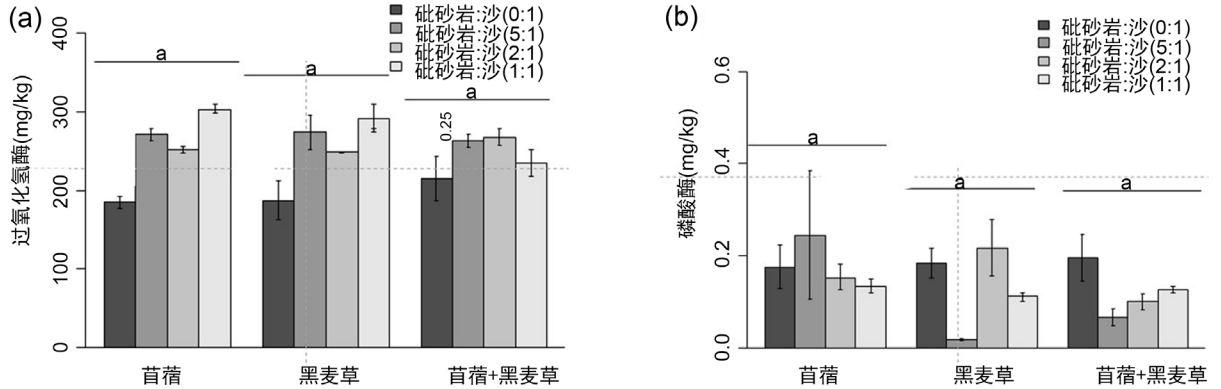 (a)
砒砂岩:沙(0:1)
砒砂岩:沙(5:1)
砒砂岩:沙(2:1)
砒砂岩:沙(1:1)
过氧化氢酶(mg/kg)
400
300
200
100
0
a
a
a
0.25
苜蓿
黑麦草
苜蓿+黑麦草
(b)
砒砂岩:沙(0:1)
砒砂岩:沙(5:1)
砒砂岩:沙(2:1)
砒砂岩:沙(1:1)
磷酸酶(mg/kg)
0.6
0.4
0.2
0.0
a
a
a
苜蓿
黑麦草
苜蓿+黑麦草